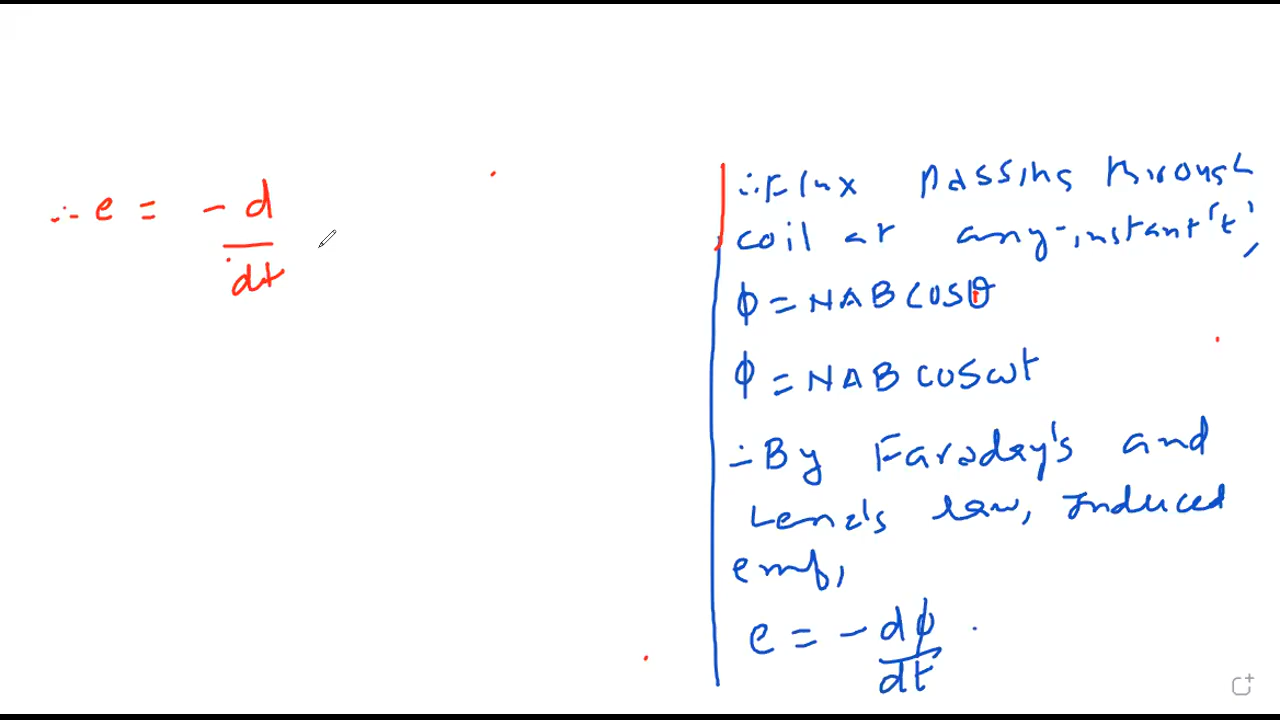 ∴ e = - d
dt
∴ Flux passing through
coil at any-instant 't',
ϕ = NAB cosθ
ϕ = NAB cosωt
∴ By Faraday's and
Lenz's law, Induced
emf,
e = - dϕ
dt